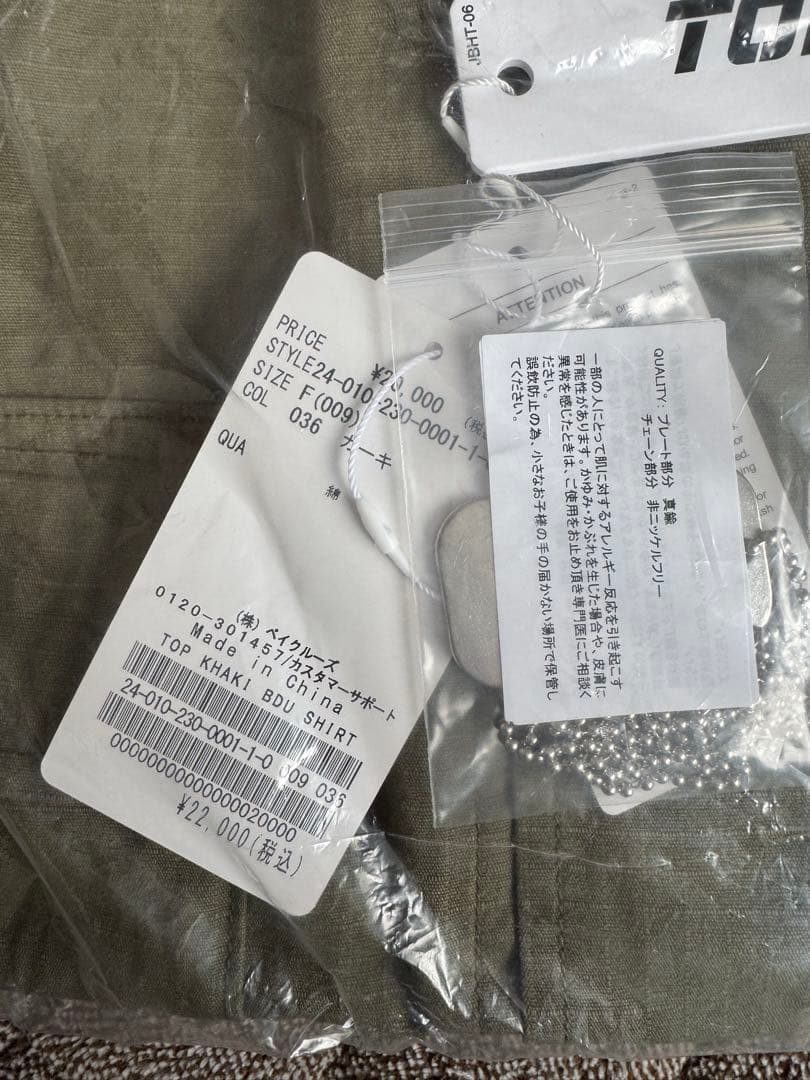 JBHT-06
TO
ATTENTION
PRICE
¥20,000
STYLE24-010-230-0001-1-
SIZE F(009)
COL 036 カーキ
QUA
綿
(株) ベイクルーズ
0120-301457/カスタマーサポート
Made in China
TOP KHAKI BDU SHIRT
24-010-230-0001-1-0 009 036
00000000000000020000
¥22,000(税込)
QUALITY: プレート部分 真鍮
チェーン部分 非ニッケルフリー
一部の人にとって肌に対するアレルギー反応を引き起こす
可能性があります。かゆみ・かぶれを生じた場合や、皮膚に
異常を感じたときは、ご使用をお止め頂き専門医にご相談く
ださい。
誤飲防止の為、小さなお子様の手の届かない場所で保管し
てください。